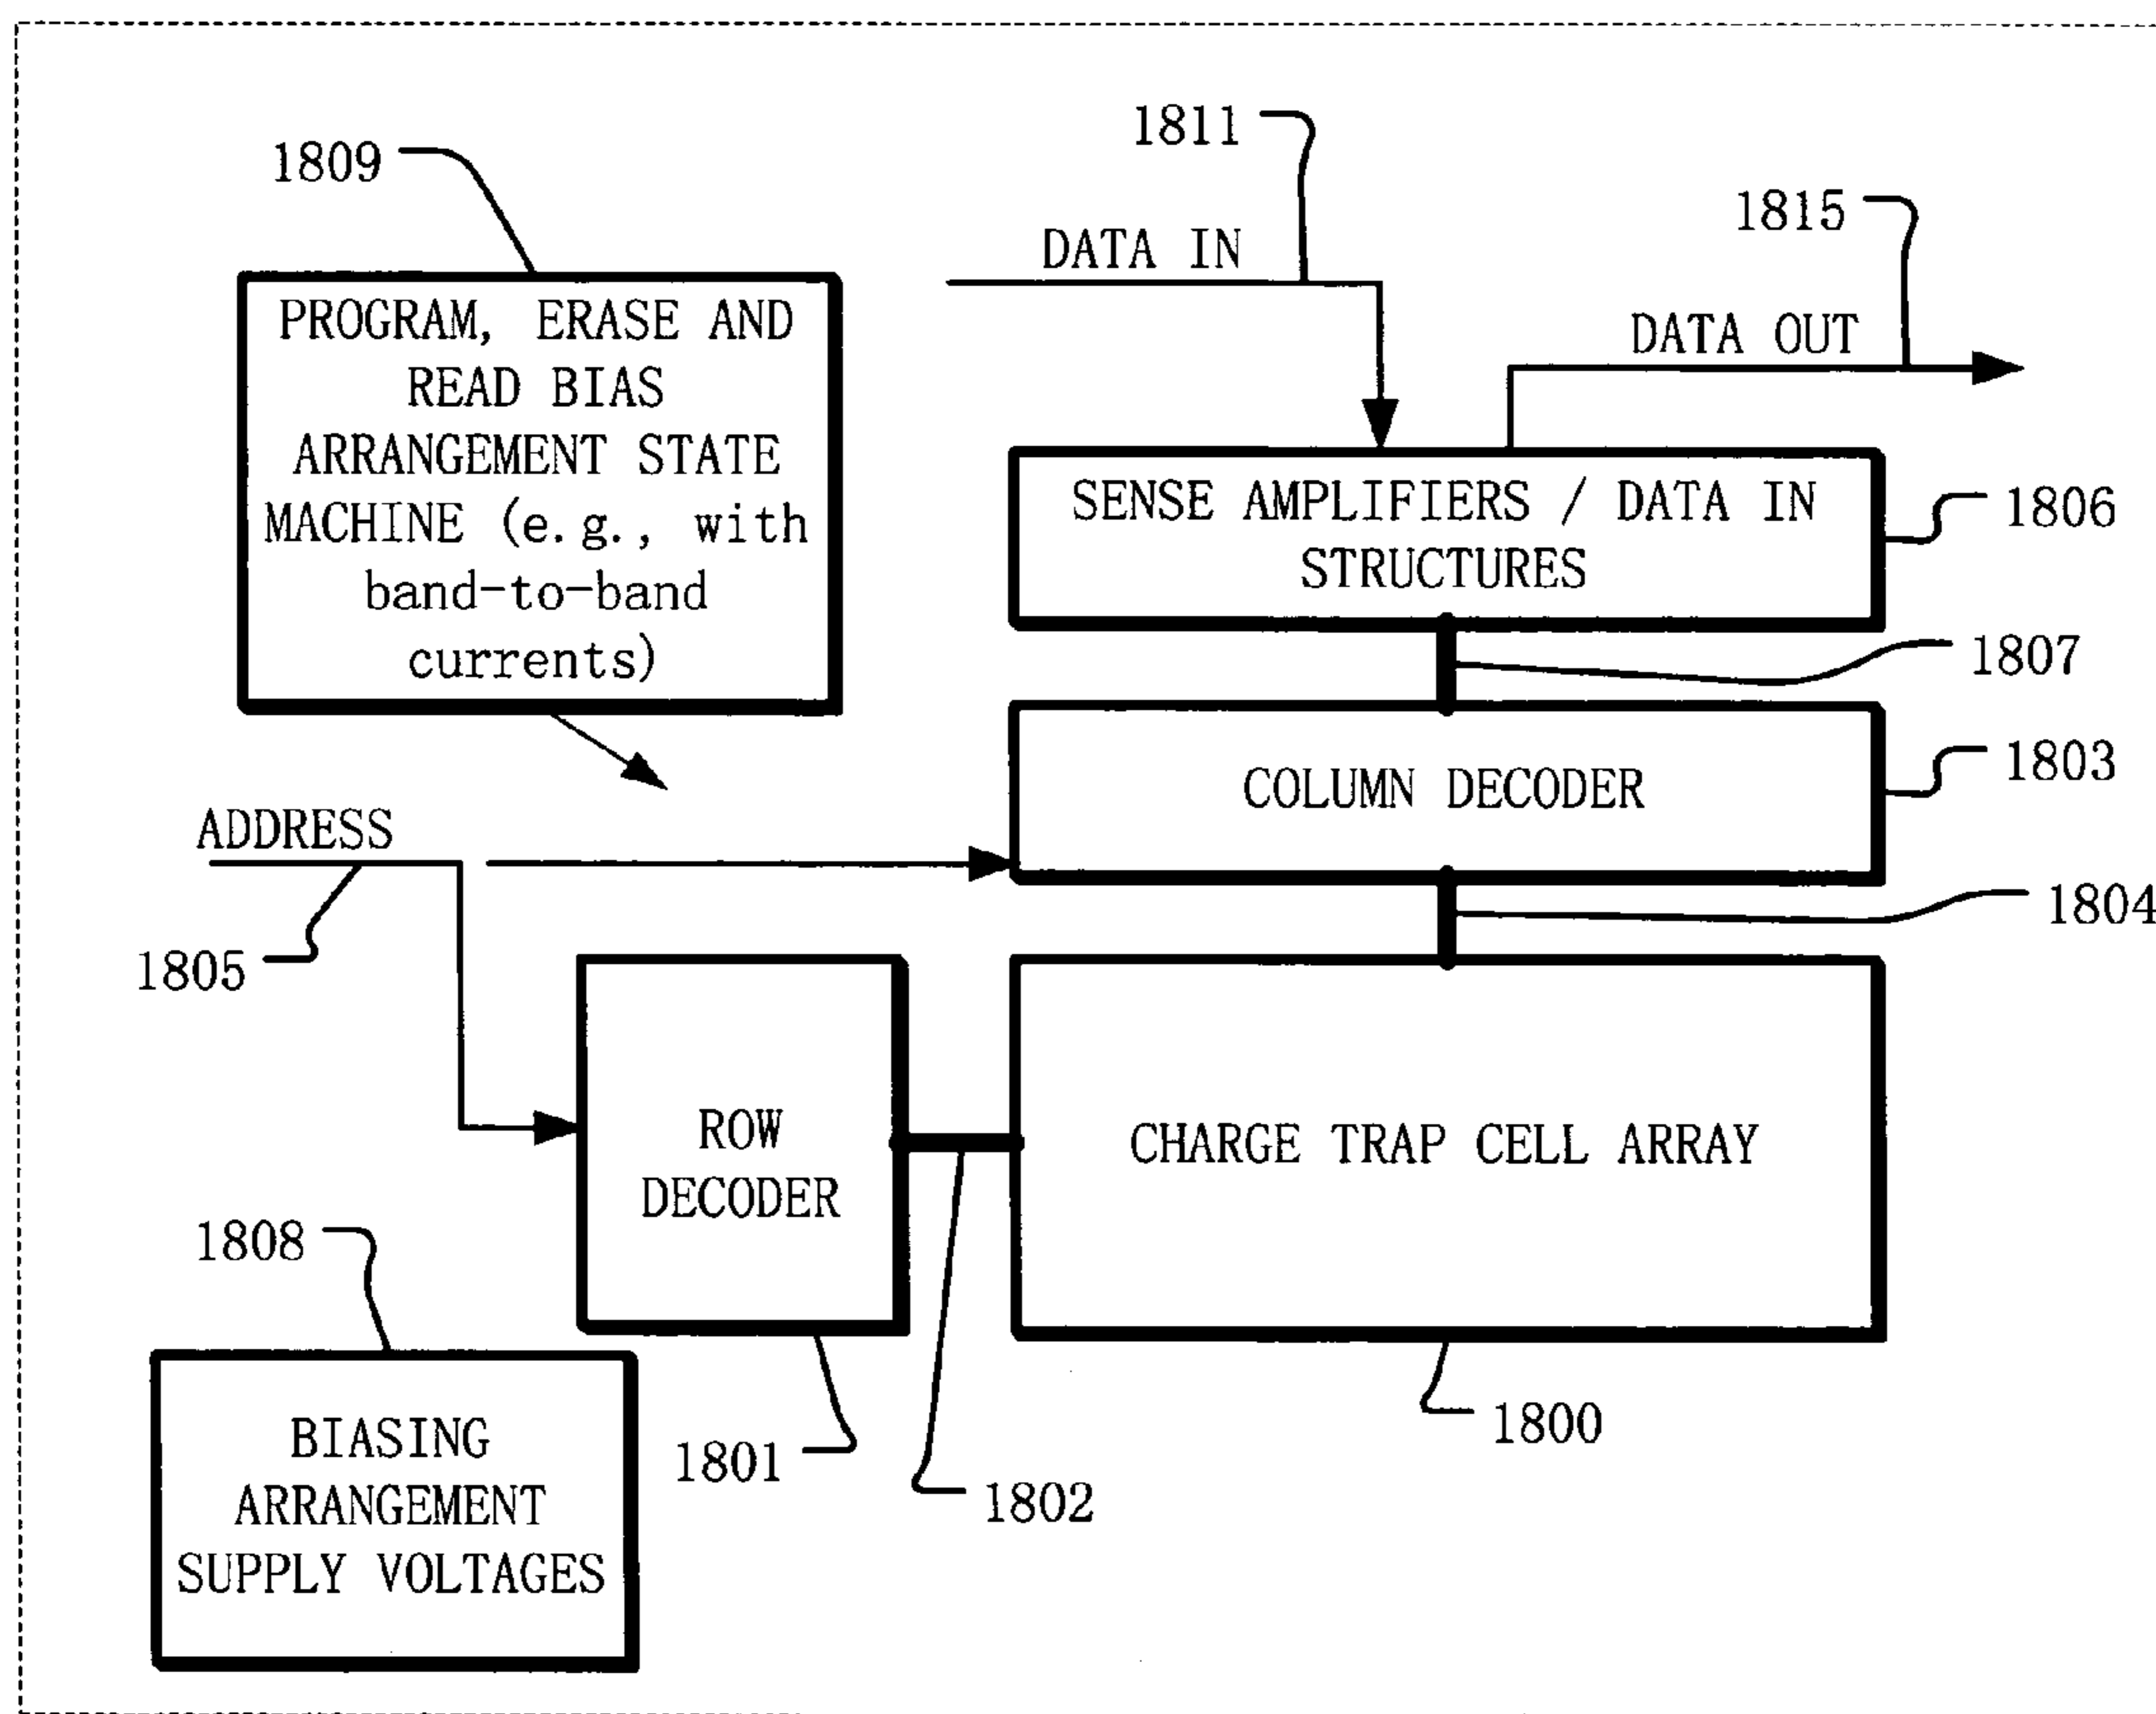 1811
1809
1815
DATA IN
PROGRAM, ERASE AND
READ BIAS
ARRANGEMENT STATE
MACHINE (e.g., with
band-to-band
currents)
DATA OUT
SENSE AMPLIFIERS / DATA IN
STRUCTURES
1806
1807
COLUMN DECODER
1803
ADDRESS
1804
1805
ROW
DECODER
CHARGE TRAP CELL ARRAY
1808
1801
1802
1800
BIASING
ARRANGEMENT
SUPPLY VOLTAGES